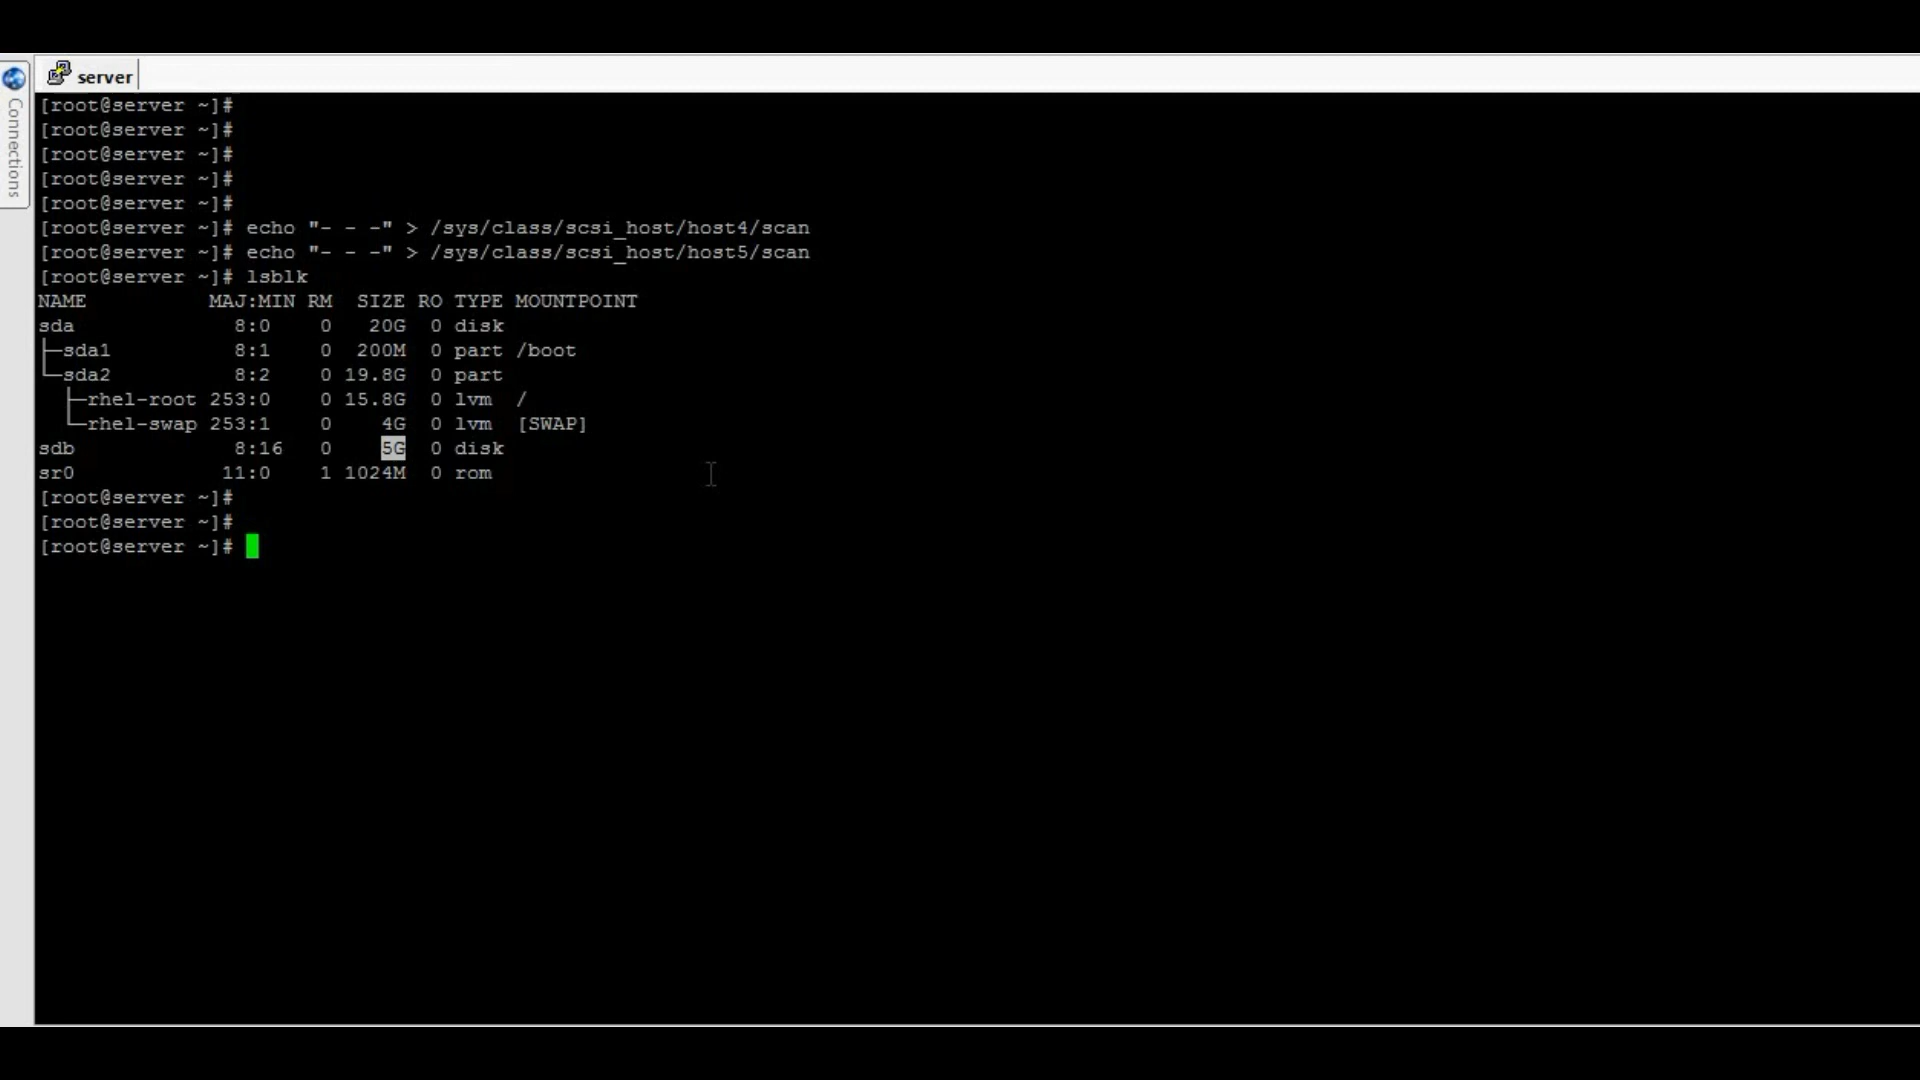 server
Connections
[root@server ~]#
[root@server ~]#
[root@server ~]#
[root@server ~]#
[root@server ~]#
[root@server ~]# echo "- - -" > /sys/class/scsi_host/host4/scan
[root@server ~]# echo "- - -" > /sys/class/scsi_host/host5/scan
[root@server ~]# lsblk
NAME          MAJ:MIN RM   SIZE RO TYPE MOUNTPOINT
sda             8:0    0    20G  0 disk
├─sda1          8:1    0   200M  0 part /boot
└─sda2          8:2    0 19.8G  0 part
  ├─rhel-root 253:0    0 15.8G  0 lvm  /
  └─rhel-swap 253:1    0    4G  0 lvm  [SWAP]
sdb             8:16   0    5G  0 disk
sr0            11:0    1 1024M  0 rom
[root@server ~]#
[root@server ~]#
[root@server ~]#